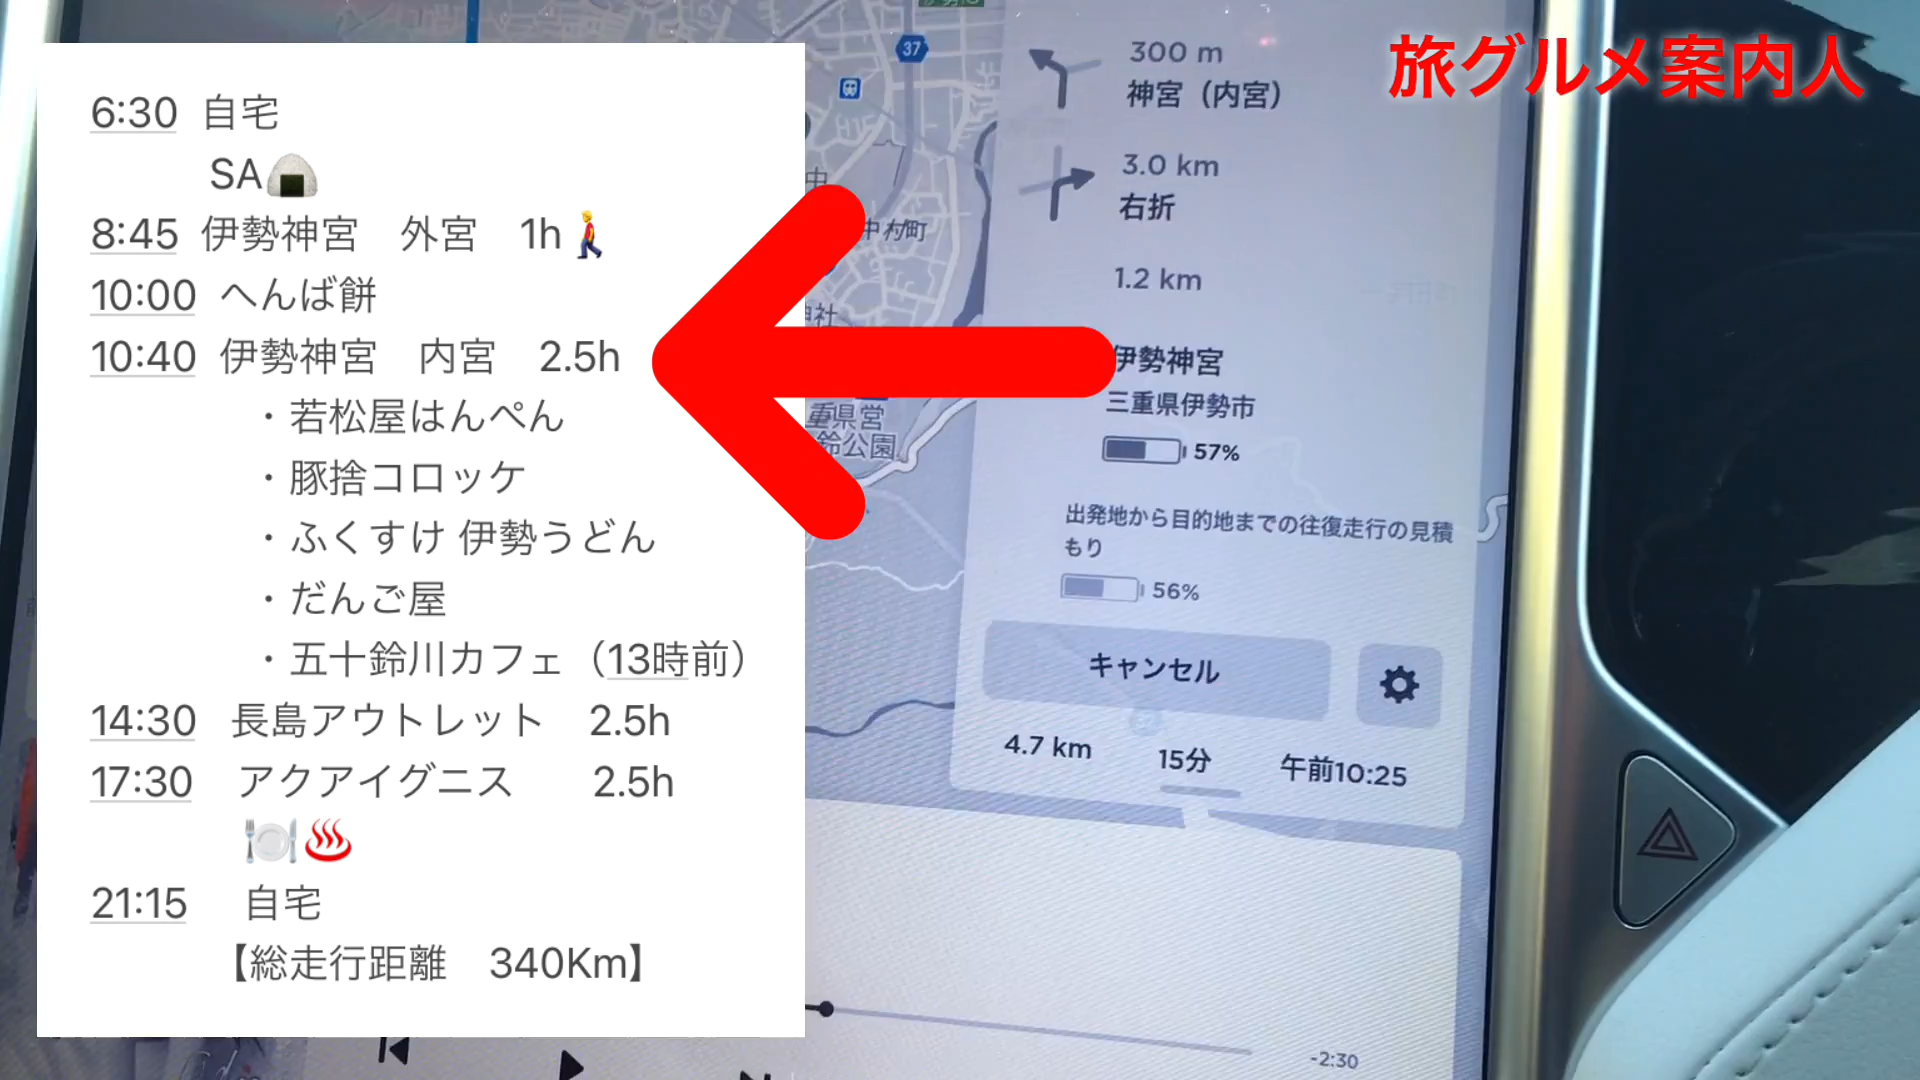 旅グルメ案内人
6:30 自宅
SA🍙
8:45 伊勢神宮 外宮 1h🚶
10:00 へんば餅
10:40 伊勢神宮 内宮 2.5h
・若松屋はんぺん
・豚捨コロッケ
・ふくすけ 伊勢うどん
・だんご屋
・五十鈴川カフェ（13時前）
14:30 長島アウトレット 2.5h
17:30 アクアイグニス 2.5h
🍽♨
21:15 自宅
【総走行距離 340Km】
37
中村町
300 m
神宮（内宮）
3.0 km
右折
1.2 km
伊勢神宮
三重県伊勢市
57%
出発地から目的地までの往復走行の見積
もり
56%
キャンセル
4.7 km 15分 午前10:25
-2:30